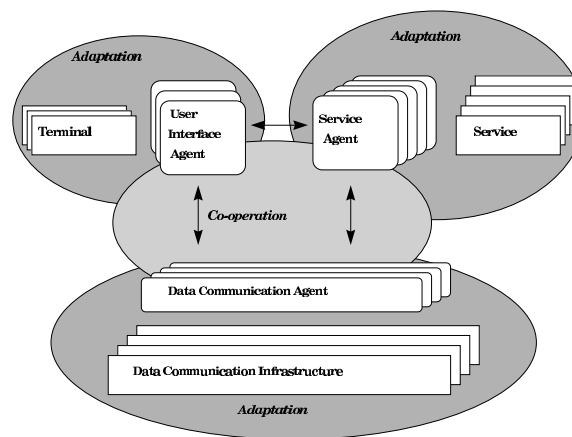 Adaptation
Adaptation
Terminal
User
Interface
Agent
Service
Agent
Service
Co-operation
Data Communication Agent
Data Communication Infrastructure
Adaptation